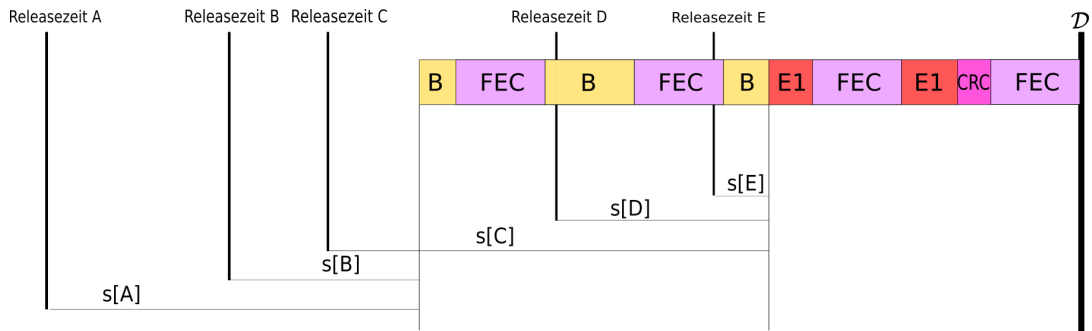 Releasezeit A Releasezeit B Releasezeit C Releasezeit D Releasezeit E 𝒟
B FEC B FEC B E1 FEC E1 CRC FEC
s[E]
s[D]
s[C]
s[B]
s[A]